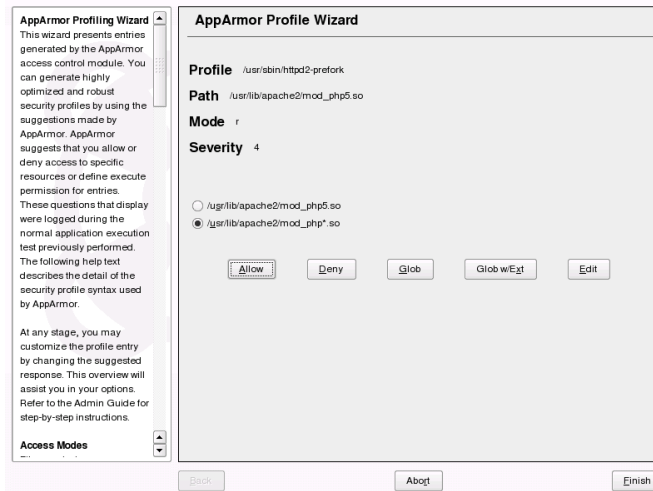 AppArmor Profiling Wizard
This wizard presents entries
generated by the AppArmor
access control module. You
can generate highly
optimized and robust
security profiles by using the
suggestions made by
AppArmor. AppArmor
suggests that you allow or
deny access to specific
resources or define execute
permission for entries.
These questions that display
were logged during the
normal application execution
test previously performed.
The following help text
describes the detail of the
security profile syntax used
by AppArmor.
At any stage, you may
customize the profile entry
by changing the suggested
response. This overview will
assist you in your options.
Refer to the Admin Guide for
step-by-step instructions.
Access Modes
AppArmor Profile Wizard
Profile /usr/sbin/httpd2-prefork
Path /usr/lib/apache2/mod_php5.so
Mode r
Severity 4
/usr/lib/apache2/mod_php5.so
/usr/lib/apache2/mod_php*.so
Allow Deny Glob Glob w/Ext Edit
Back Abort Finish